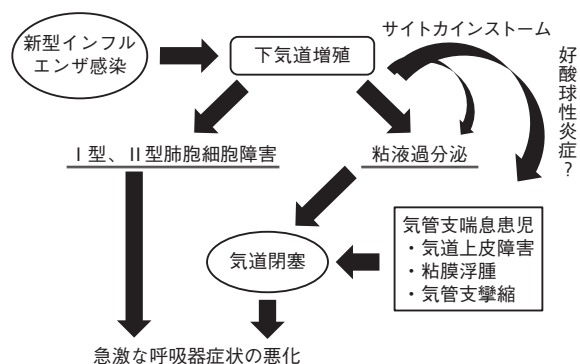 新型インフル
エンザ感染
下気道増殖
サイトカインストーム
好酸球性炎症？
Ⅰ型、Ⅱ型肺胞細胞障害
粘液過分泌
気道閉塞
気管支喘息患児
・気道上皮障害
・粘膜浮腫
・気管支攣縮
急激な呼吸器症状の悪化